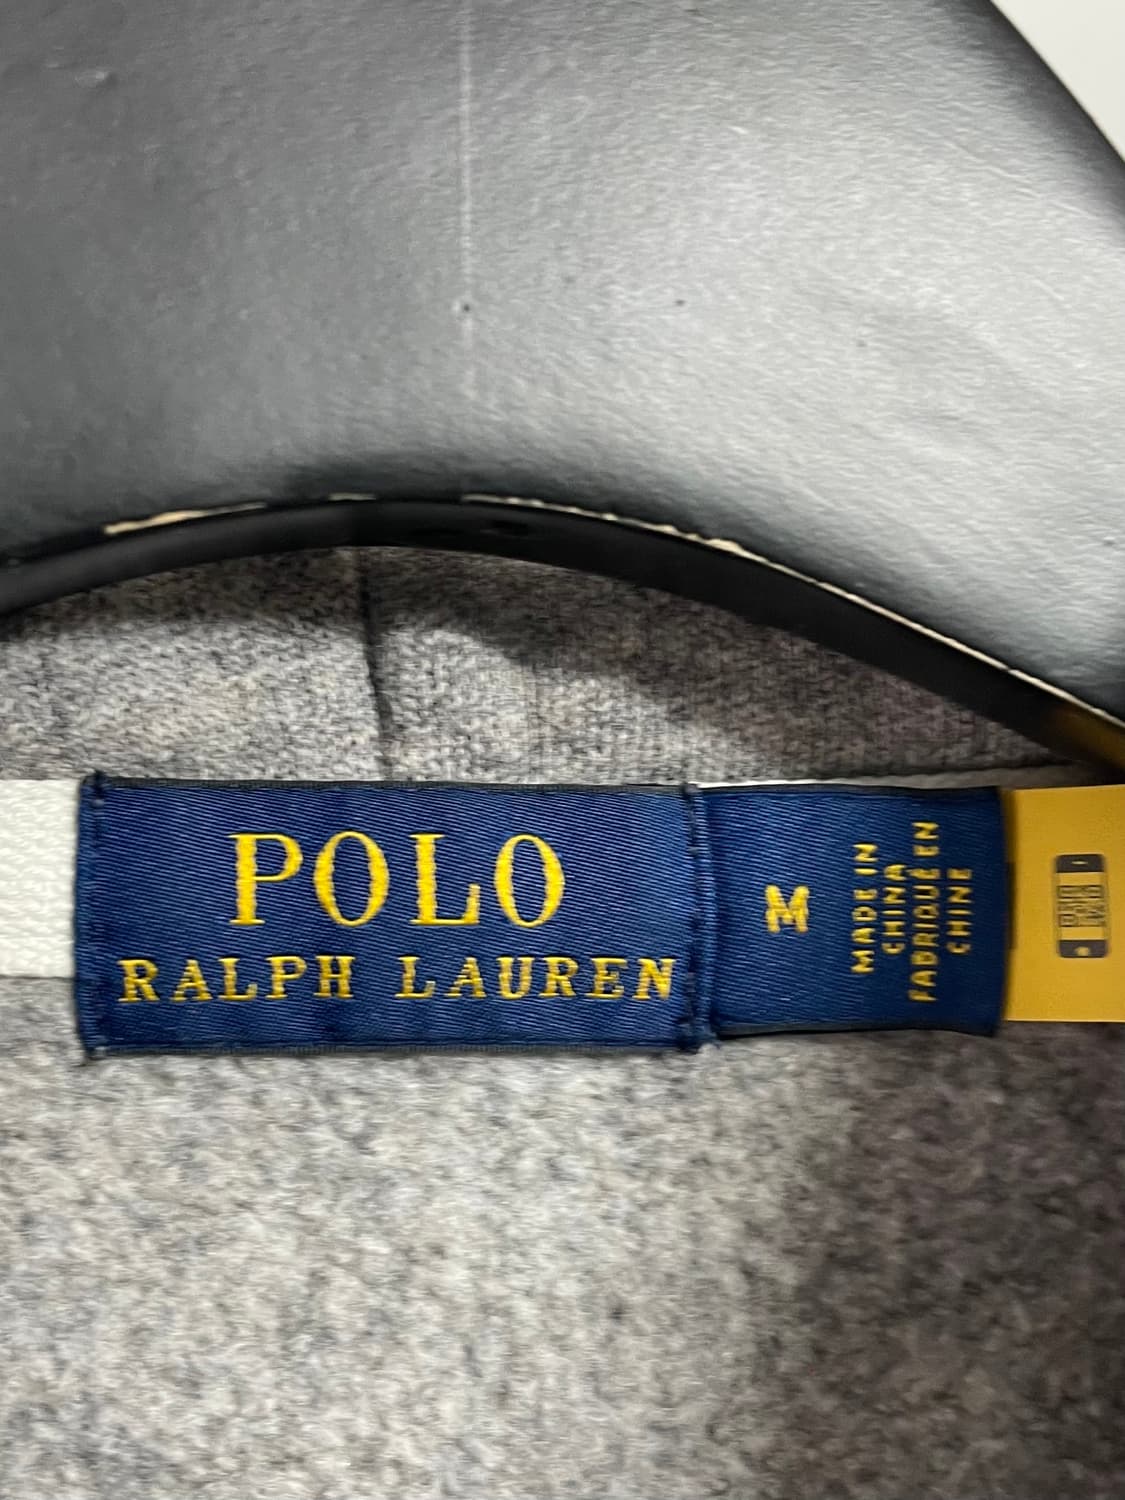 POLO
RALPH LAUREN
M
MADE IN
CHINA
FABRIQUÉ EN
CHINE